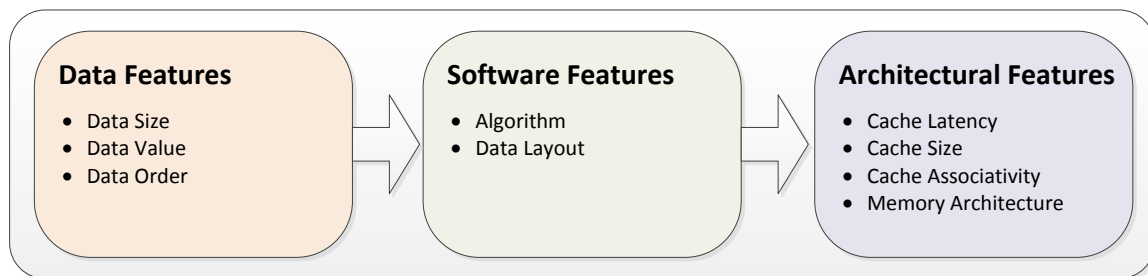 Data Features
• Data Size
• Data Value
• Data Order
Software Features
• Algorithm
• Data Layout
Architectural Features
• Cache Latency
• Cache Size
• Cache Associativity
• Memory Architecture